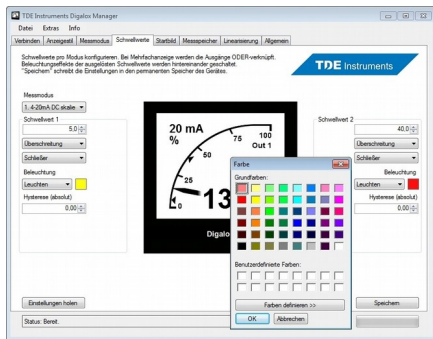 TDE Instruments Digalox Manager
Datei Extras Info
Verbinden Anzeigestil Messmodus Schwellwerte Startbild Messspeicher Linearisierung Allgemein
Schwellwerte pro Modus konfigurieren. Bei Mehrfachanzeige werden die Ausgänge ODER-verknüpft.
Beleuchtungseffekte der ausgelösten Schwellwerte werden hintereinander geschaltet.
"Speichern" schreibt die Einstellungen in den permanenten Speicher des Gerätes.
TDE Instruments
Messmodus
1. 4-20mA DC skalie
Schwellwert 1
5,0
Überschreitung
Schließer
Beleuchtung
Leuchten
Hysterese (absolut)
0,00
20 mA
%
0
25
50
75
100
Out 1
13
Digalo
Schwellwert 2
40,0
Überschreitung
Schließer
Beleuchtung
Leuchten
Hysterese (absolut)
0,00
Farbe
Grundfarben:
Benutzerdefinierte Farben:
Farben definieren >>
OK Abbrechen
Einstellungen holen
Speichern
Status: Bereit.